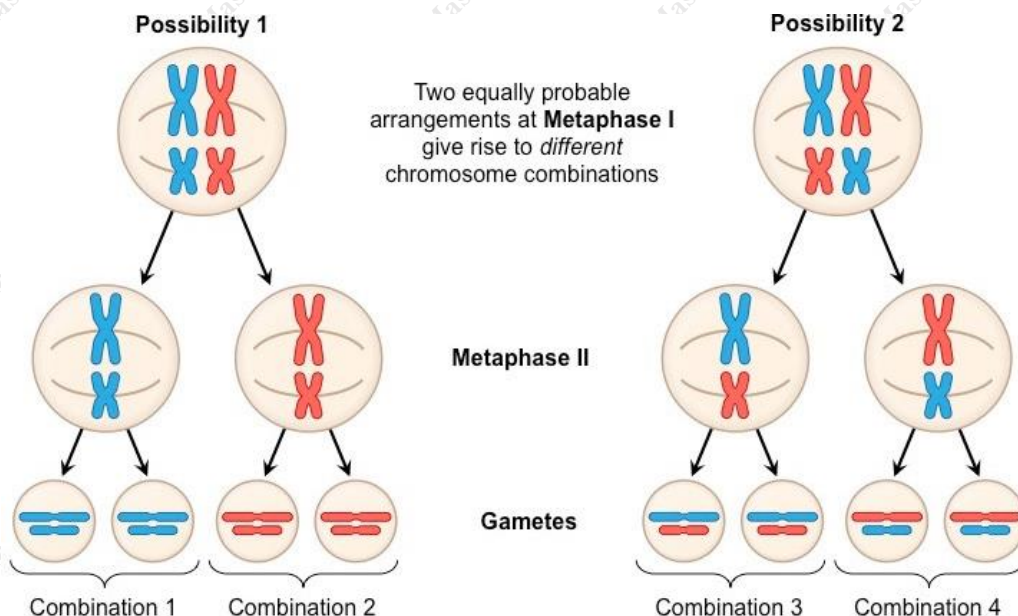 Possibility 1
Possibility 2
Two equally probable
arrangements at Metaphase I
give rise to different
chromosome combinations
Metaphase II
Gametes
Combination 1
Combination 2
Combination 3
Combination 4